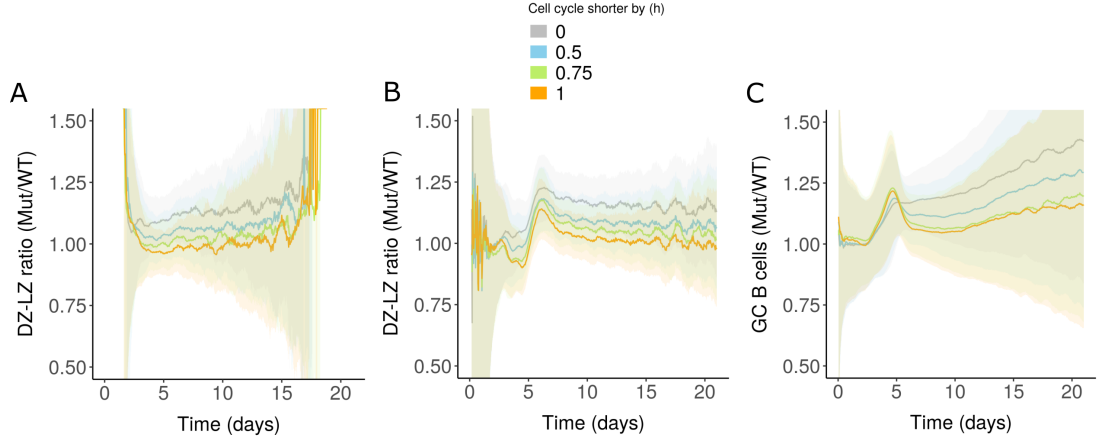 Cell cycle shorter by (h)
0
0.5
0.75
1
A
DZ-LZ ratio (Mut/WT)
1.50
1.25
1.00
0.75
0.50
0 5 10 15 20
Time (days)
B
DZ-LZ ratio (Mut/WT)
1.50
1.25
1.00
0.75
0.50
0 5 10 15 20
Time (days)
C
GC B cells (Mut/WT)
1.50
1.25
1.00
0.75
0.50
0 5 10 15 20
Time (days)